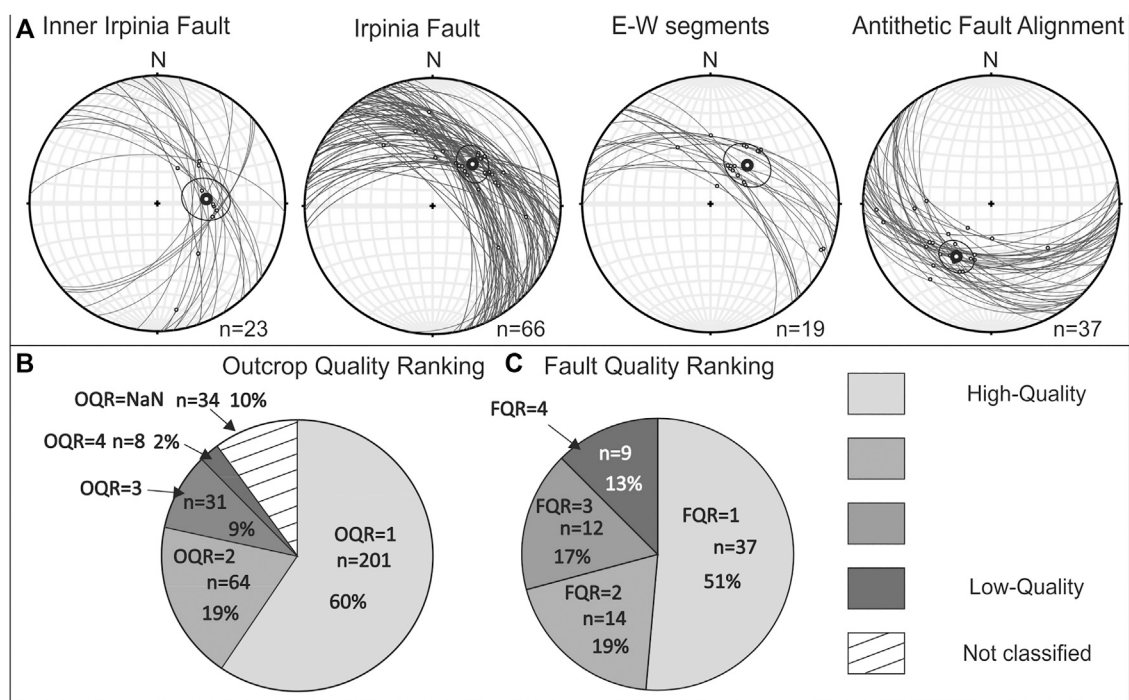 A Inner Irpinia Fault
Irpinia Fault
E-W segments
Antithetic Fault Alignment
N
N
N
N
n=23
n=66
n=19
n=37
B Outcrop Quality Ranking
OQR=NaN n=34 10%
OQR=4 n=8 2%
OQR=3
n=31
9%
OQR=2
n=64
19%
OQR=1
n=201
60%
C Fault Quality Ranking
FQR=4
n=9
13%
FQR=3
n=12
17%
FQR=2
n=14
19%
FQR=1
n=37
51%
High-Quality
Low-Quality
Not classified